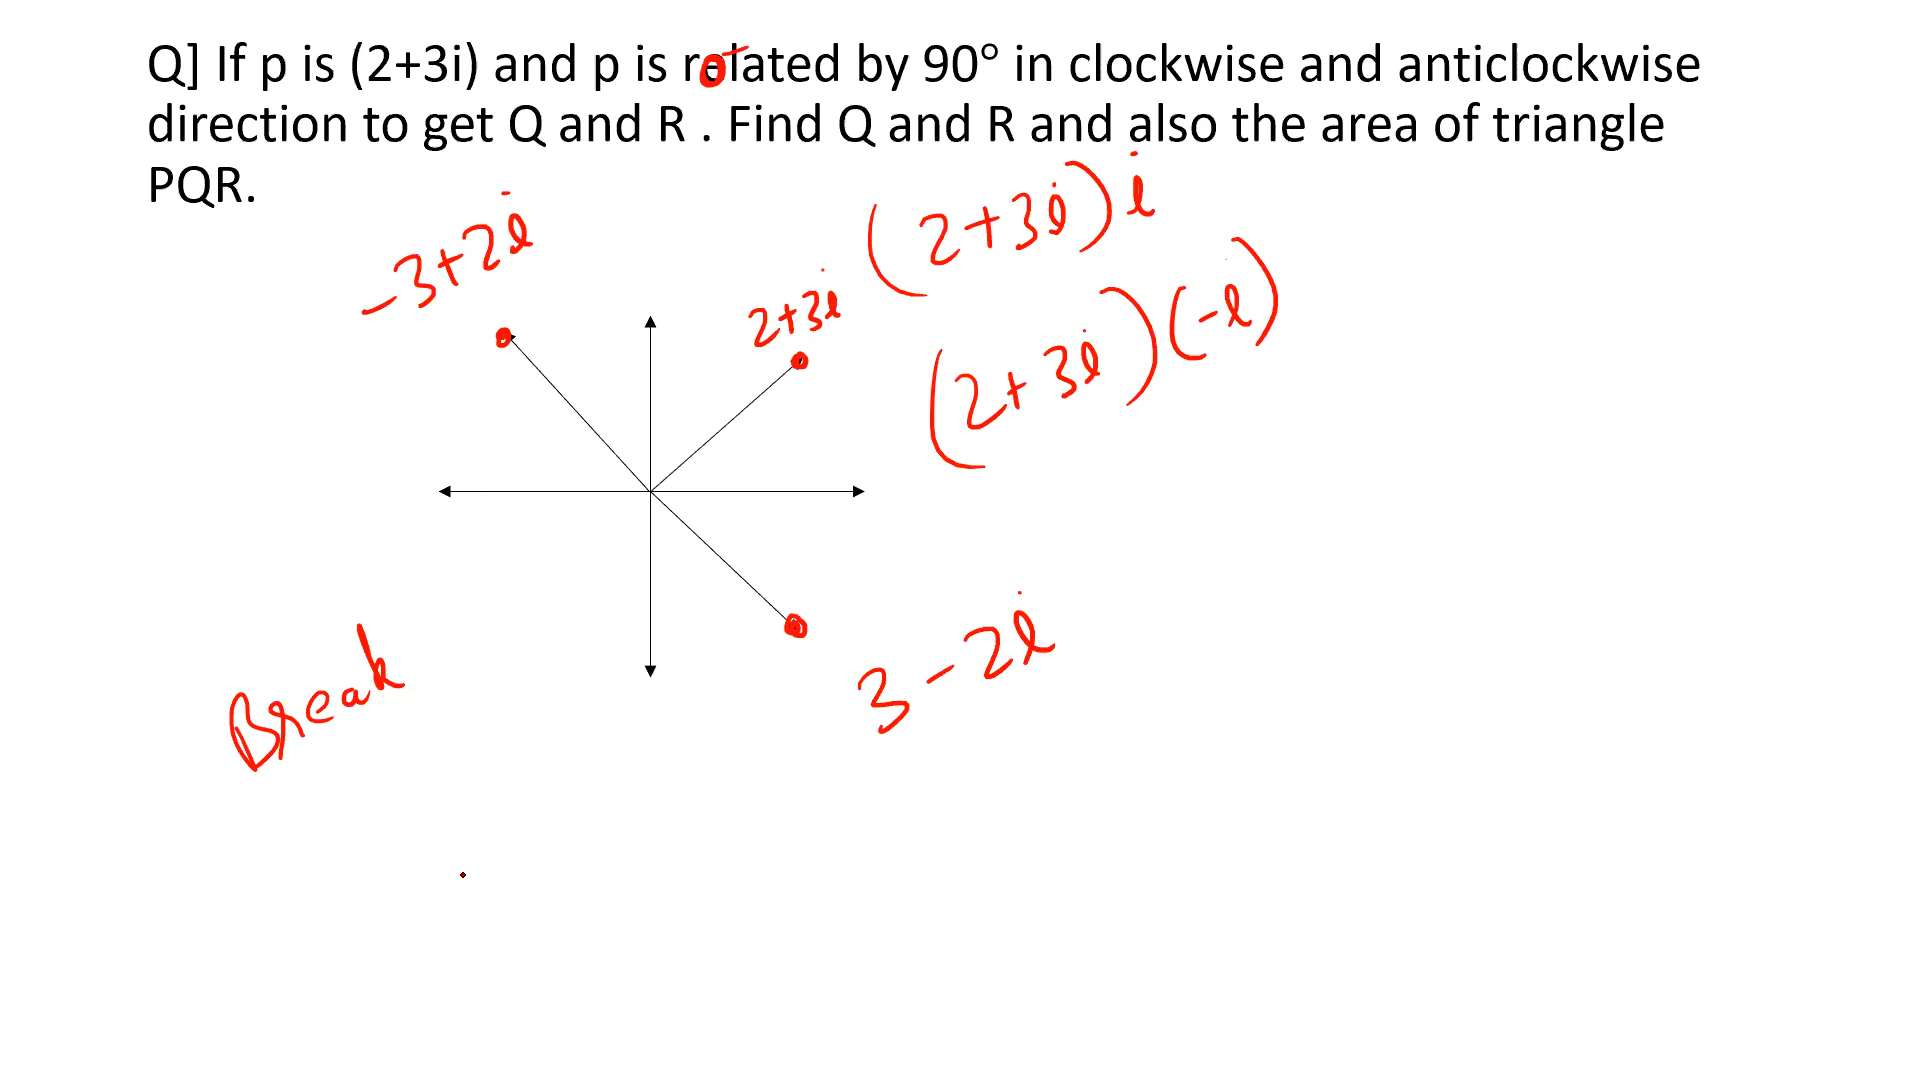 Q] If p is (2+3i) and p is rotated by 90° in clockwise and anticlockwise
direction to get Q and R . Find Q and R and also the area of triangle
PQR.
-3+2i
(2+3i)i
2+3i
(2+3i)(-i)
3-2i
Break